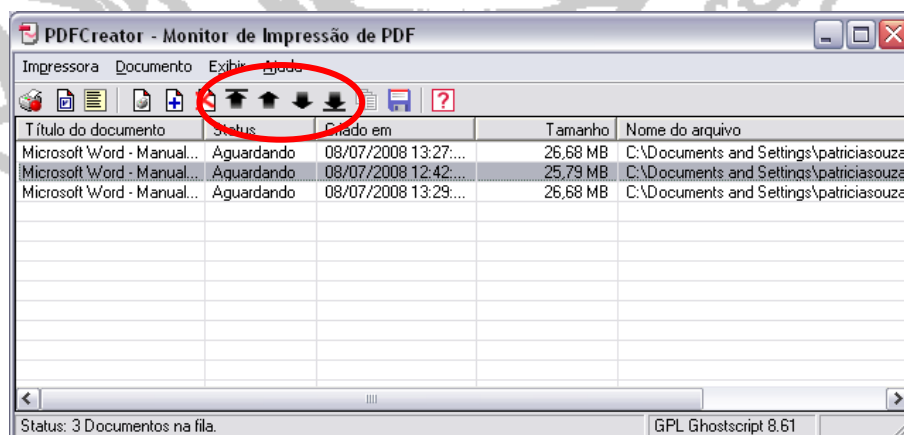 PDFCreator - Monitor de Impressão de PDF
Impressora Documento Exibir Ajuda
Título do documento Status Criado em Tamanho Nome do arquivo
Microsoft Word - Manual... Aguardando 08/07/2008 13:27:... 26,68 MB C:\Documents and Settings\patriciasouza
Microsoft Word - Manual... Aguardando 08/07/2008 12:42:... 25,79 MB C:\Documents and Settings\patriciasouza
Microsoft Word - Manual... Aguardando 08/07/2008 13:29:... 26,68 MB C:\Documents and Settings\patriciasouza
Status: 3 Documentos na fila. GPL Ghostscript 8.61